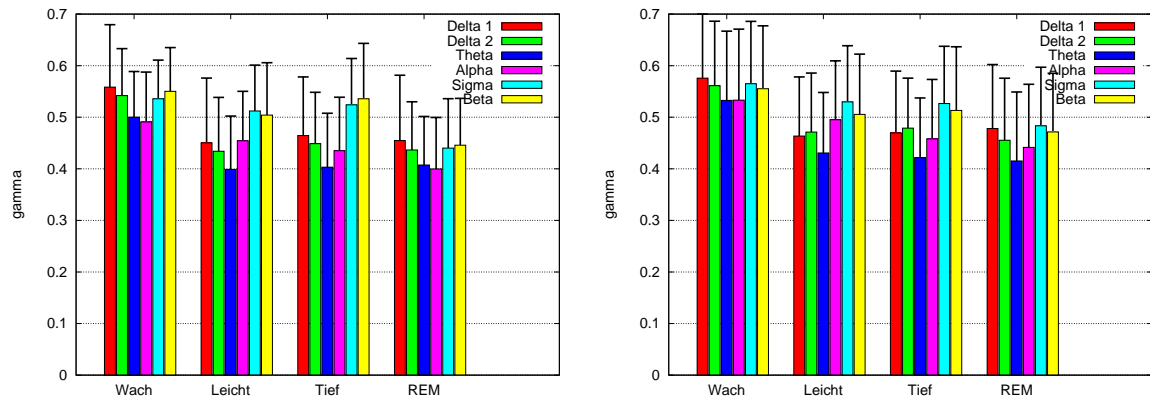 0.7
0.6
0.5
0.4
0.3
0.2
0.1
0
gamma
Delta 1
Delta 2
Theta
Alpha
Sigma
Beta
Wach Leicht Tief REM
0.7
0.6
0.5
0.4
0.3
0.2
0.1
0
gamma
Delta 1
Delta 2
Theta
Alpha
Sigma
Beta
Wach Leicht Tief REM